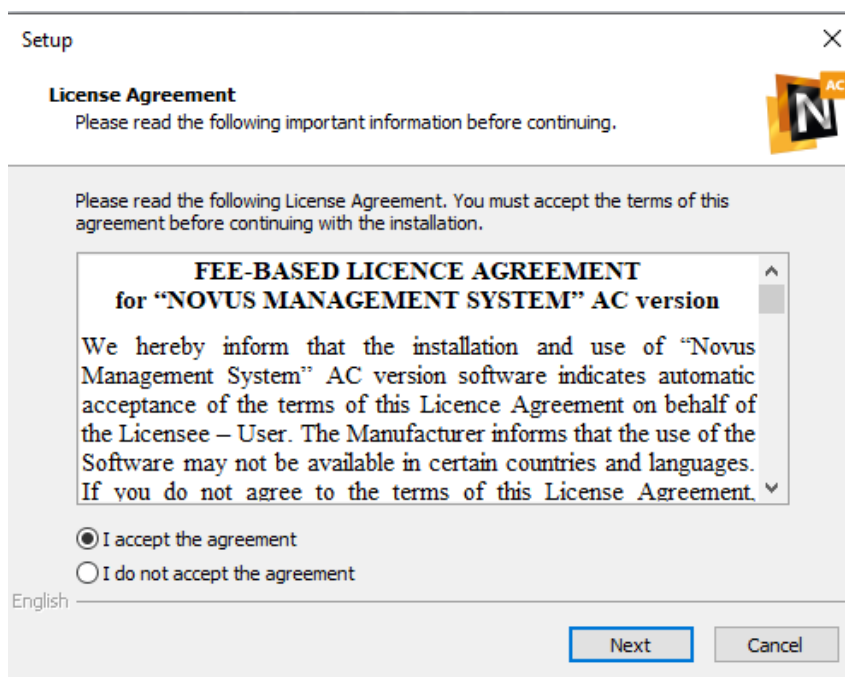 Setup
License Agreement
Please read the following important information before continuing.
AC
N
Please read the following License Agreement. You must accept the terms of this
agreement before continuing with the installation.
FEE-BASED LICENCE AGREEMENT
for “NOVUS MANAGEMENT SYSTEM” AC version
We hereby inform that the installation and use of “Novus
Management System” AC version software indicates automatic
acceptance of the terms of this Licence Agreement on behalf of
the Licensee – User. The Manufacturer informs that the use of the
Software may not be available in certain countries and languages.
If you do not agree to the terms of this License Agreement,
I accept the agreement
I do not accept the agreement
English
Next
Cancel